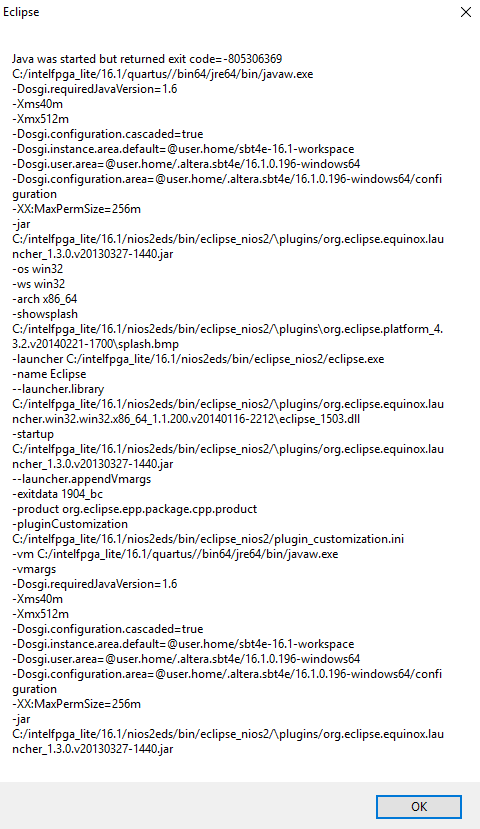 Eclipse
Java was started but returned exit code=-805306369
C:/intelfpga_lite/16.1/quartus//bin64/jre64/bin/javaw.exe
-Dosgi.requiredJavaVersion=1.6
-Xms40m
-Xmx512m
-Dosgi.configuration.cascaded=true
-Dosgi.instance.area.default=@user.home/sbt4e-16.1-workspace
-Dosgi.user.area=@user.home/.altera.sbt4e/16.1.0.196-windows64
-Dosgi.configuration.area=@user.home/.altera.sbt4e/16.1.0.196-windows64/confi
guration
-XX:MaxPermSize=256m
-jar
C:/intelfpga_lite/16.1/nios2eds/bin/eclipse_nios2/\plugins/org.eclipse.equinox.lau
ncher_1.3.0.v20130327-1440.jar
-os win32
-ws win32
-arch x86_64
-showsplash
C:/intelfpga_lite/16.1/nios2eds/bin/eclipse_nios2/\plugins\org.eclipse.platform_4.
3.2.v20140221-1700\splash.bmp
-launcher C:/intelfpga_lite/16.1/nios2eds/bin/eclipse_nios2/eclipse.exe
-name Eclipse
--launcher.library
C:/intelfpga_lite/16.1/nios2eds/bin/eclipse_nios2/\plugins/org.eclipse.equinox.lau
ncher.win32.win32.x86_64_1.1.200.v20140116-2212\eclipse_1503.dll
-startup
C:/intelfpga_lite/16.1/nios2eds/bin/eclipse_nios2/\plugins/org.eclipse.equinox.lau
ncher_1.3.0.v20130327-1440.jar
--launcher.appendVmargs
-exitdata 1904_bc
-product org.eclipse.epp.package.cpp.product
-pluginCustomization
C:/intelfpga_lite/16.1/nios2eds/bin/eclipse_nios2/plugin_customization.ini
-vm C:/intelfpga_lite/16.1/quartus//bin64/jre64/bin/javaw.exe
-vmargs
-Dosgi.requiredJavaVersion=1.6
-Xms40m
-Xmx512m
-Dosgi.configuration.cascaded=true
-Dosgi.instance.area.default=@user.home/sbt4e-16.1-workspace
-Dosgi.user.area=@user.home/.altera.sbt4e/16.1.0.196-windows64
-Dosgi.configuration.area=@user.home/.altera.sbt4e/16.1.0.196-windows64/confi
guration
-XX:MaxPermSize=256m
-jar
C:/intelfpga_lite/16.1/nios2eds/bin/eclipse_nios2/\plugins/org.eclipse.equinox.lau
ncher_1.3.0.v20130327-1440.jar
OK